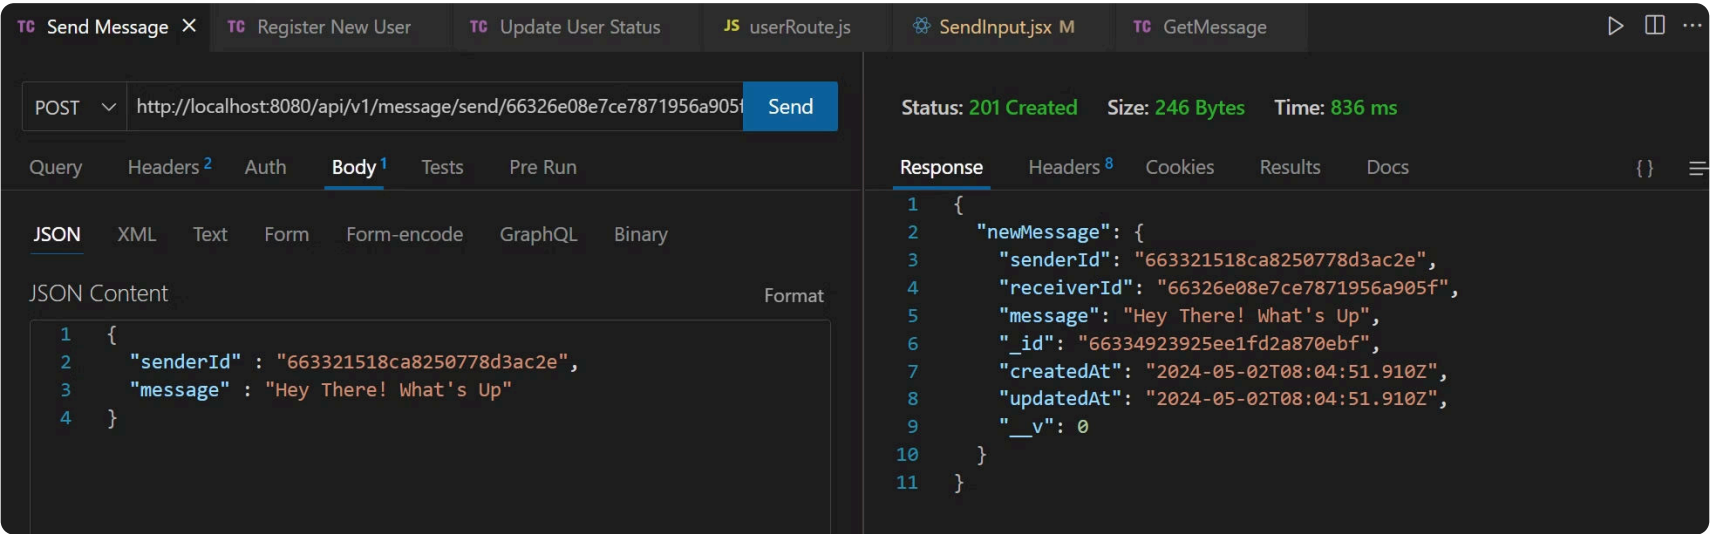 TC Send Message × TC Register New User TC Update User Status JS userRoute.js SendInput.jsx M TC GetMessage
POST http://localhost:8080/api/v1/message/send/66326e08e7ce7871956a905f Send
Query Headers 2 Auth Body 1 Tests Pre Run
JSON XML Text Form Form-encode GraphQL Binary
JSON Content Format
1 {
2 "senderId" : "663321518ca8250778d3ac2e",
3 "message" : "Hey There! What's Up"
4 }
Status: 201 Created Size: 246 Bytes Time: 836 ms
Response Headers 8 Cookies Results Docs {}
1 {
2 "newMessage": {
3 "senderId": "663321518ca8250778d3ac2e",
4 "receiverId": "66326e08e7ce7871956a905f",
5 "message": "Hey There! What's Up",
6 "_id": "66334923925ee1fd2a870ebf",
7 "createdAt": "2024-05-02T08:04:51.910Z",
8 "updatedAt": "2024-05-02T08:04:51.910Z",
9 "__v": 0
10 }
11 }